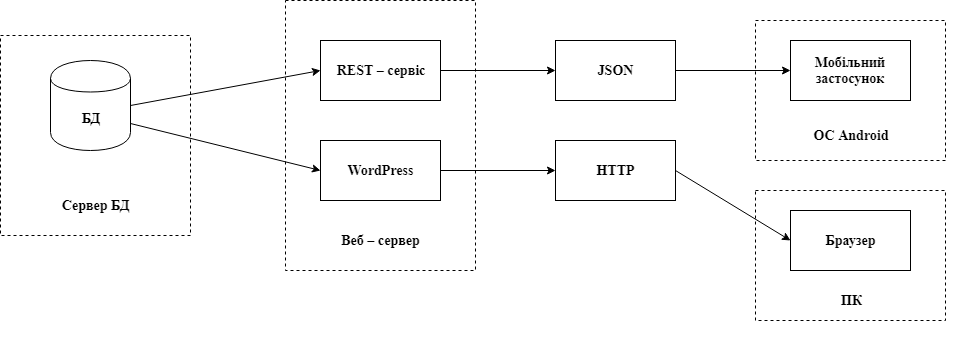 БД
Сервер БД
REST – сервіс
WordPress
Веб – сервер
JSON
HTTP
Мобільний
застосунок
ОС Android
Браузер
ПК